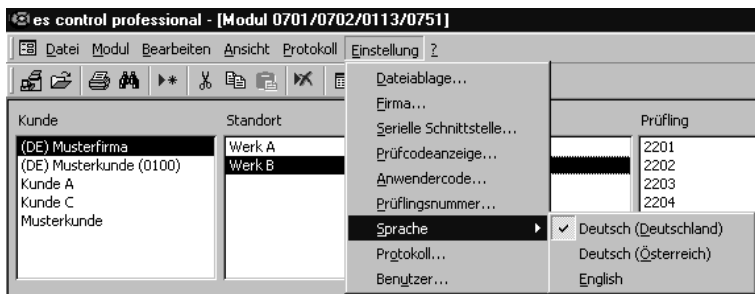 es control professional - [Modul 0701/0702/0113/0751]
Datei Modul Bearbeiten Ansicht Protokoll Einstellung ?
Kunde
(DE) Musterfirma
(DE) Musterkunde (0100)
Kunde A
Kunde C
Musterkunde
Standort
Werk A
Werk B
Dateiablage...
Firma...
Serielle Schnittstelle...
Prüfcodeanzeige...
Anwendercode...
Prüflingsnummer...
Sprache
Protokoll...
Benutzer...
Deutsch (Deutschland)
Deutsch (Österreich)
English
Prüfling
2201
2202
2203
2204